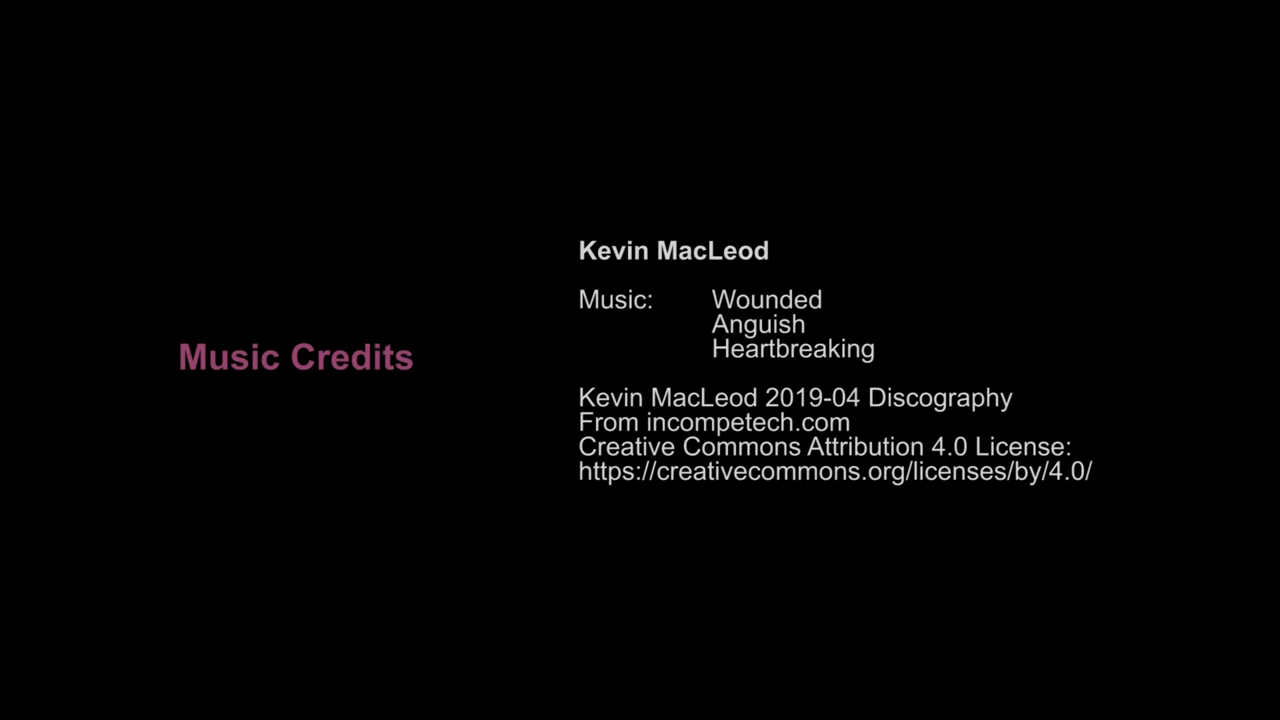 Music Credits
Kevin MacLeod
Music: Wounded
Anguish
Heartbreaking
Kevin MacLeod 2019-04 Discography
From incompetech.com
Creative Commons Attribution 4.0 License:
https://creativecommons.org/licenses/by/4.0/